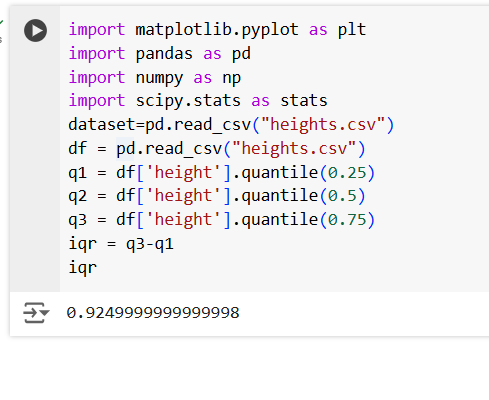 import matplotlib.pyplot as plt
import pandas as pd
import numpy as np
import scipy.stats as stats
dataset=pd.read_csv("heights.csv")
df = pd.read_csv("heights.csv")
q1 = df['height'].quantile(0.25)
q2 = df['height'].quantile(0.5)
q3 = df['height'].quantile(0.75)
iqr = q3-q1
iqr
0.9249999999999998